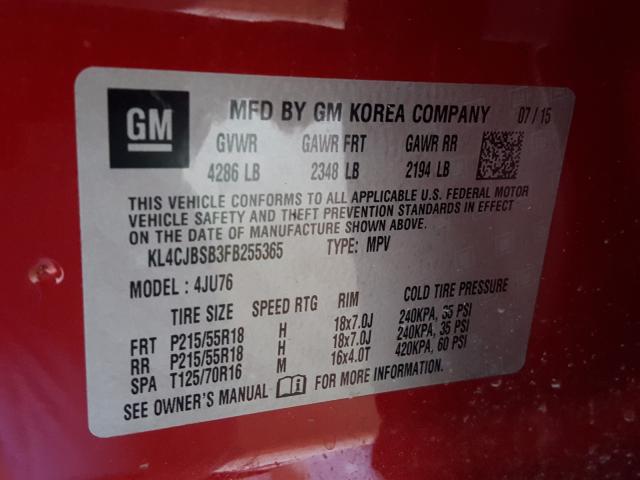 GM MFD BY GM KOREA COMPANY 07/15
GVWR GAWR FRT GAWR RR
4286 LB 2348 LB 2194 LB
THIS VEHICLE CONFORMS TO ALL APPLICABLE U.S. FEDERAL MOTOR
VEHICLE SAFETY AND THEFT PREVENTION STANDARDS IN EFFECT
ON THE DATE OF MANUFACTURE SHOWN ABOVE.
KL4CJBSB3FB255365 TYPE: MPV
MODEL : 4JU76
TIRE SIZE SPEED RTG RIM COLD TIRE PRESSURE
FRT P215/55R18 H 18x7.0J 240KPA, 35 PSI
RR P215/55R18 H 18x7.0J 240KPA, 35 PSI
SPA T125/70R16 M 16x4.0T 420KPA, 60 PSI
SEE OWNER'S MANUAL FOR MORE INFORMATION.